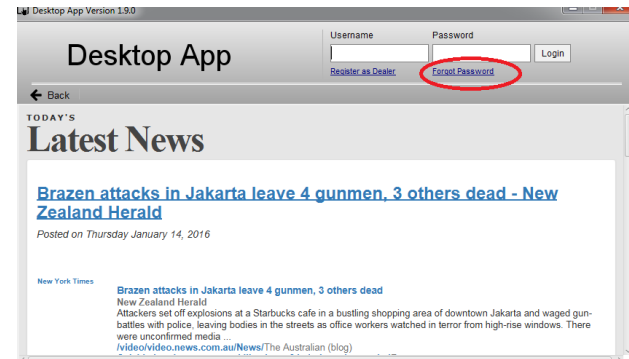 Desktop App Version 1.9.0
Username Password
Desktop App
Login
Register as Dealer Forgot Password
Back
TODAY'S
Latest News
Brazen attacks in Jakarta leave 4 gunmen, 3 others dead - New
Zealand Herald
Posted on Thursday January 14, 2016
New York Times
Brazen attacks in Jakarta leave 4 gunmen, 3 others dead
New Zealand Herald
Attackers set off explosions at a Starbucks cafe in a bustling shopping area of downtown Jakarta and waged gun-
battles with police, leaving bodies in the streets as office workers watched in terror from high-rise windows. There
were unconfirmed media ...
/video/video.news.com.au/News/The Australian (blog)